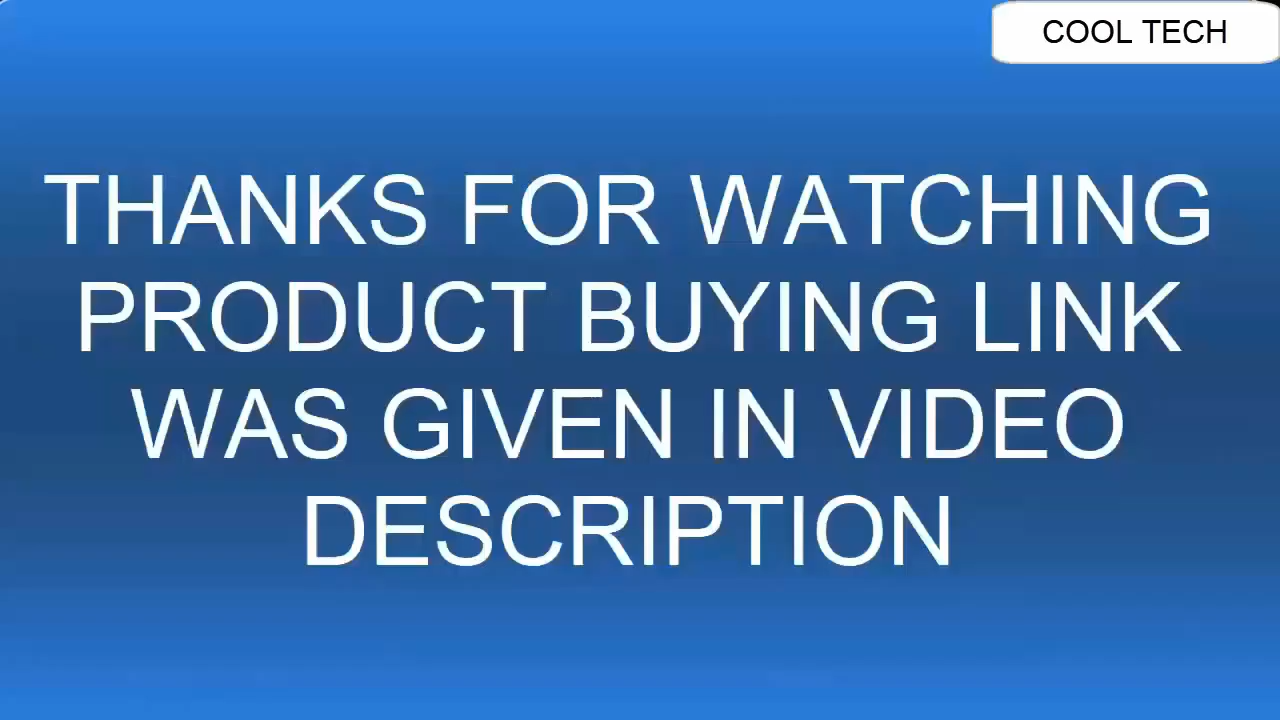 COOL TECH
THANKS FOR WATCHING
PRODUCT BUYING LINK
WAS GIVEN IN VIDEO
DESCRIPTION